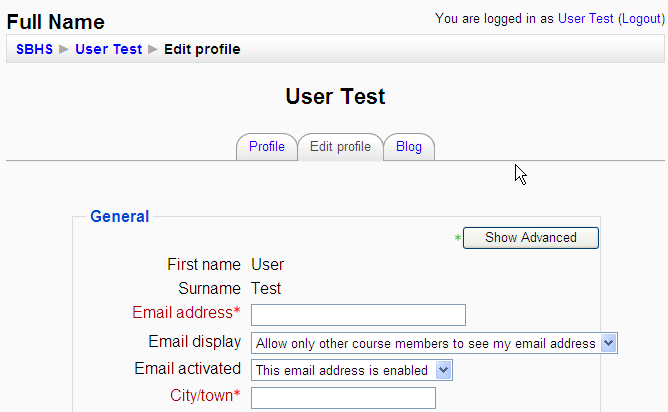 Full Name
You are logged in as User Test (Logout)
SBHS ► User Test ► Edit profile
User Test
Profile
Edit profile
Blog
General
* Show Advanced
First name User
Surname Test
Email address*
Email display Allow only other course members to see my email address
Email activated This email address is enabled
City/town*